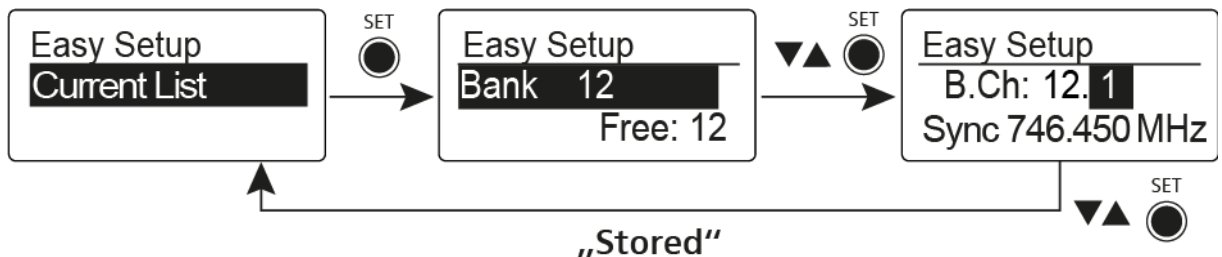 Easy Setup
Current List
SET
Easy Setup
Bank 12
Free: 12
▼▲ SET
Easy Setup
B.Ch: 12. 1
Sync 746.450 MHz
▼▲ SET
„Stored“